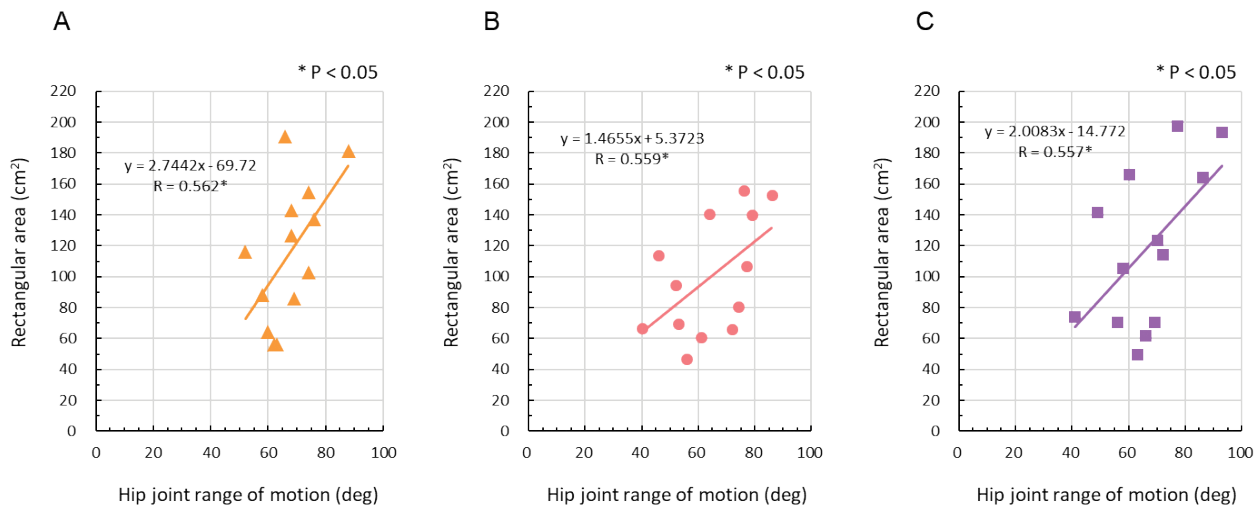 A
* P < 0.05
220
200
180
160
140
120
100
80
60
40
20
0
Rectangular area (cm²)
y = 2.7442x - 69.72
R = 0.562*
0 20 40 60 80 100
Hip joint range of motion (deg)
B
* P < 0.05
220
200
180
160
140
120
100
80
60
40
20
0
Rectangular area (cm²)
y = 1.4655x + 5.3723
R = 0.559*
0 20 40 60 80 100
Hip joint range of motion (deg)
C
* P < 0.05
220
200
180
160
140
120
100
80
60
40
20
0
Rectangular area (cm²)
y = 2.0083x - 14.772
R = 0.557*
0 20 40 60 80 100
Hip joint range of motion (deg)